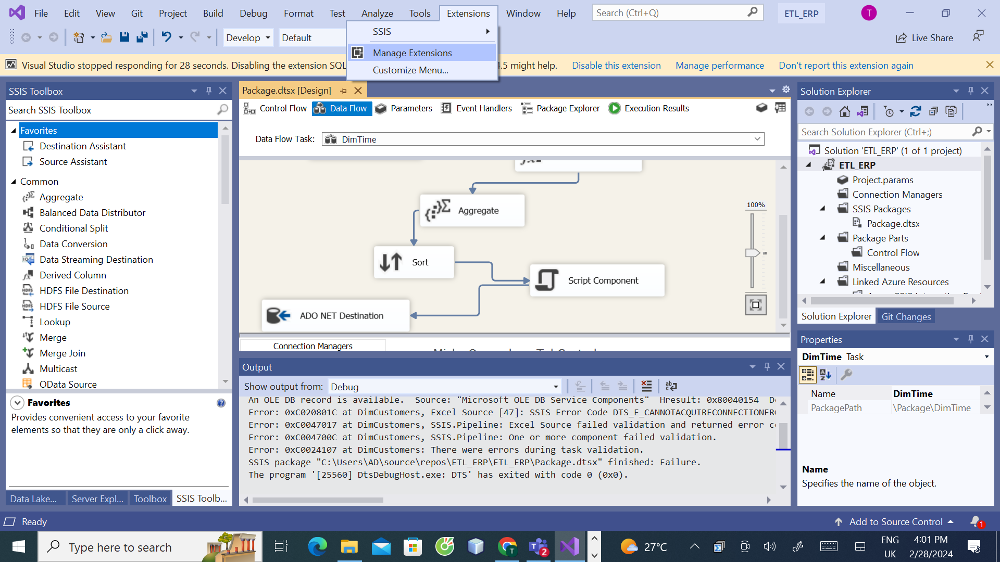 File Edit View Git Project Build Debug Format Test Analyze Tools Extensions Window Help Search (Ctrl+Q) ETL_ERP T
Develop Default Live Share
SSIS
Manage Extensions
Customize Menu...
Visual Studio stopped responding for 28 seconds. Disabling the extension SQL 4.5 might help. Disable this extension Manage performance Don't report this extension again
SSIS Toolbox
Search SSIS Toolbox
Favorites
Destination Assistant
Source Assistant
Common
Aggregate
Balanced Data Distributor
Conditional Split
Data Conversion
Data Streaming Destination
Derived Column
HDFS File Destination
HDFS File Source
Lookup
Merge
Merge Join
Multicast
OData Source
Favorites
Provides convenient access to your favorite
elements so that they are only a click away.
Data Lake... Server Expl... Toolbox SSIS Toolb...
Package.dtsx [Design]
Control Flow Data Flow Parameters Event Handlers Package Explorer Execution Results
Data Flow Task: DimTime
Aggregate
Sort
Script Component
ADO NET Destination
100%
Connection Managers
Output
Show output from: Debug
An OLE DB record is available. Source: "Microsoft OLE DB Service Components" Hresult: 0x80040154
Error: 0xC020801C at DimCustomers, Excel Source [47]: SSIS Error Code DTS_E_CANNOTACQUIRECONNECTIONFR
Error: 0xC0047017 at DimCustomers, SSIS.Pipeline: Excel Source failed validation and returned error
Error: 0xC004700C at DimCustomers, SSIS.Pipeline: One or more component failed validation.
Error: 0xC0024107 at DimCustomers: There were errors during task validation.
SSIS package "C:\Users\AD\source\repos\ETL_ERP\ETL_ERP\Package.dtsx" finished: Failure.
The program '[25560] DtsDebugHost.exe: DTS' has exited with code 0 (0x0).
Solution Explorer
Search Solution Explorer (Ctrl+;)
Solution 'ETL_ERP' (1 of 1 project)
ETL_ERP
Project.params
Connection Managers
SSIS Packages
Package.dtsx
Package Parts
Control Flow
Miscellaneous
Linked Azure Resources
Solution Explorer Git Changes
Properties
DimTime Task
Name DimTime
PackagePath \Package\DimTime
Name
Specifies the name of the object.
Ready Add to Source Control 1
Type here to search T 2 27°C ENG UK 4:01 PM 2/28/2024